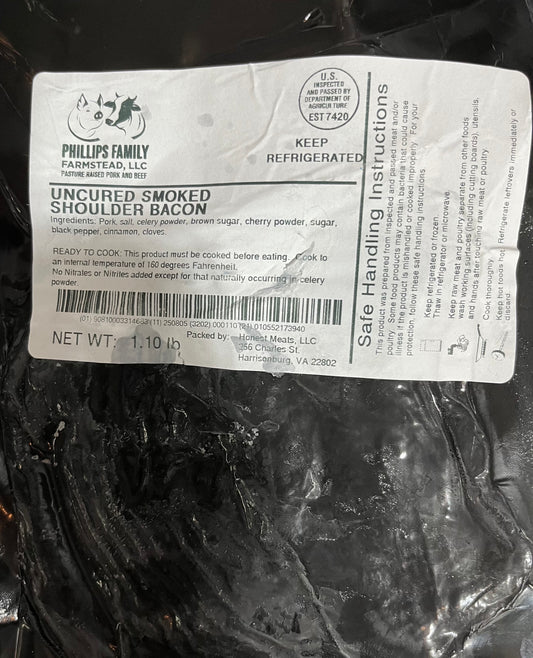 PHILLIPS FAMILY
FARMSTEAD, LLC
PASTURE RAISED PORK AND BEEF
U.S.
INSPECTED
AND PASSED BY
DEPARTMENT OF
AGRICULTURE
EST 7420
KEEP
REFRIGERATED
UNCURED SMOKED
SHOULDER BACON
Ingredients: Pork, salt, celery powder, brown sugar, cherry powder, sugar,
black pepper, cinnamon, cloves.
READY TO COOK: This product must be cooked before eating. Cook to
an internal temperature of 160 degrees Fahrenheit.
No Nitrates or Nitrites added except for that naturally occurring in celery
powder.
(11) 250805 (3202) 000110 (21) 010552173940
NET WT: 1.10 lb
Packed by: Honest Meats, LLC
356 Charles St.
Harrisonburg, VA 22802
Safe Handling Instructions
This product was prepared from inspected and passed meat and/or
poultry. Some food products may contain bacteria that could cause
illness if the product is mishandled or cooked improperly. For your
protection, follow these safe handling instructions.
Keep refrigerated or frozen.
Thaw in refrigerator or microwave.
Keep raw meat and poultry separate from other foods.
wash working surfaces (including cutting boards), utensils,
and hands after touching raw meat or poultry.
Cook thoroughly.
Keep hot foods hot. Refrigerate leftovers immediately or
discard.